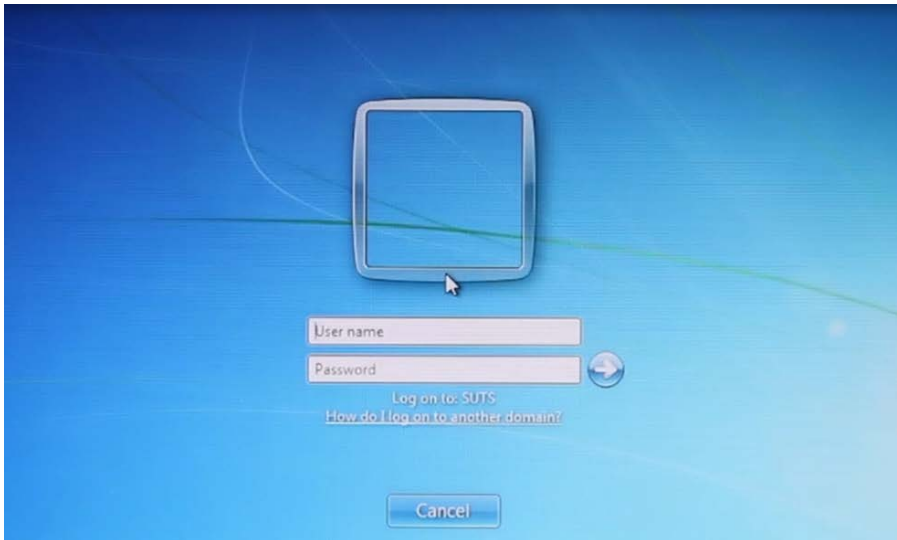 User name
Password
Log on to: SUTS
How do I log on to another domain?
Cancel